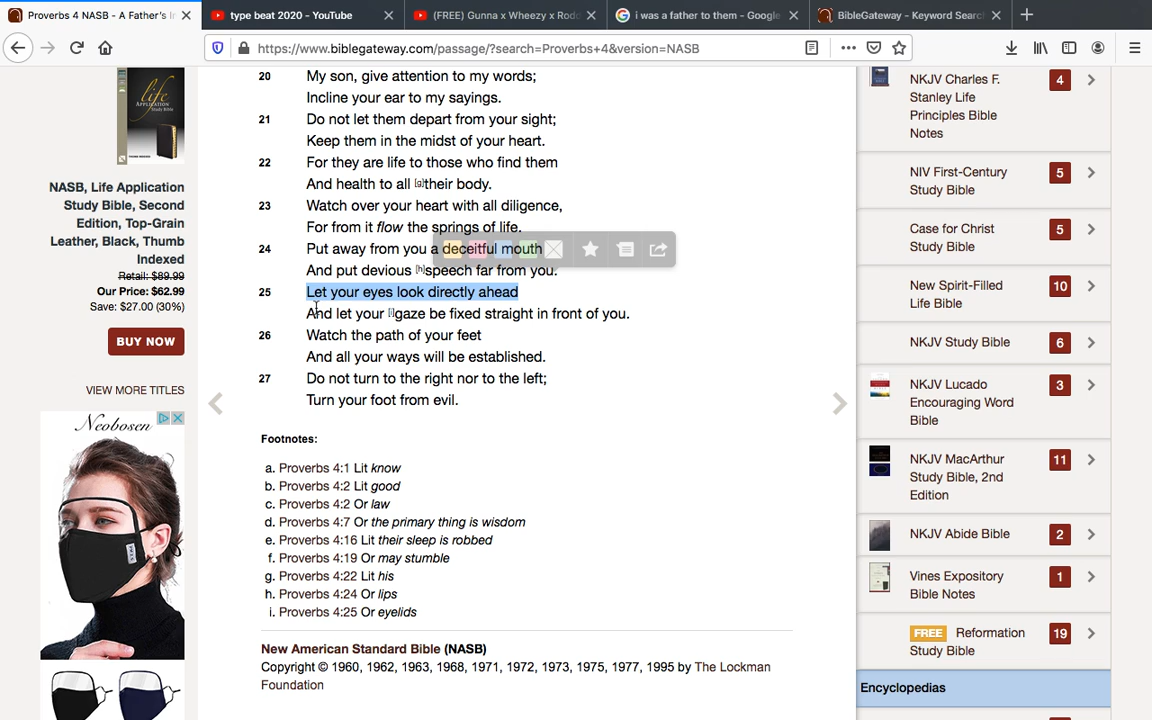 Proverbs 4 NASB - A Father's I
type beat 2020 - YouTube
(FREE) Gunna x Wheezy x Rod
i was a father to them - Google
BibleGateway - Keyword Searc
https://www.biblegateway.com/passage/?search=Proverbs+4&version=NASB
life
APPLICATION
Study Bible
NASB, Life Application
Study Bible, Second
Edition, Top-Grain
Leather, Black, Thumb
Indexed
Retail: $89.99
Our Price: $62.99
Save: $27.00 (30%)
BUY NOW
VIEW MORE TITLES
Neobosen
20 My son, give attention to my words;
Incline your ear to my sayings.
21 Do not let them depart from your sight;
Keep them in the midst of your heart.
22 For they are life to those who find them
And health to all [g]their body.
23 Watch over your heart with all diligence,
For from it flow the springs of life.
24 Put away from you a deceitful mouth
And put devious [h]speech far from you.
25 Let your eyes look directly ahead
And let your [i]gaze be fixed straight in front of you.
26 Watch the path of your feet
And all your ways will be established.
27 Do not turn to the right nor to the left;
Turn your foot from evil.
Footnotes:
a. Proverbs 4:1 Lit know
b. Proverbs 4:2 Lit good
c. Proverbs 4:2 Or law
d. Proverbs 4:7 Or the primary thing is wisdom
e. Proverbs 4:16 Lit their sleep is robbed
f. Proverbs 4:19 Or may stumble
g. Proverbs 4:22 Lit his
h. Proverbs 4:24 Or lips
i. Proverbs 4:25 Or eyelids
New American Standard Bible (NASB)
Copyright © 1960, 1962, 1963, 1968, 1971, 1972, 1973, 1975, 1977, 1995 by The Lockman
Foundation
NKJV Charles F. 4
Stanley Life
Principles Bible
Notes
NIV First-Century 5
Study Bible
Case for Christ 5
Study Bible
New Spirit-Filled 10
Life Bible
NKJV Study Bible 6
NKJV Lucado 3
Encouraging Word
Bible
NKJV MacArthur 11
Study Bible, 2nd
Edition
NKJV Abide Bible 2
Vines Expository 1
Bible Notes
FREE Reformation 19
Study Bible
Encyclopedias